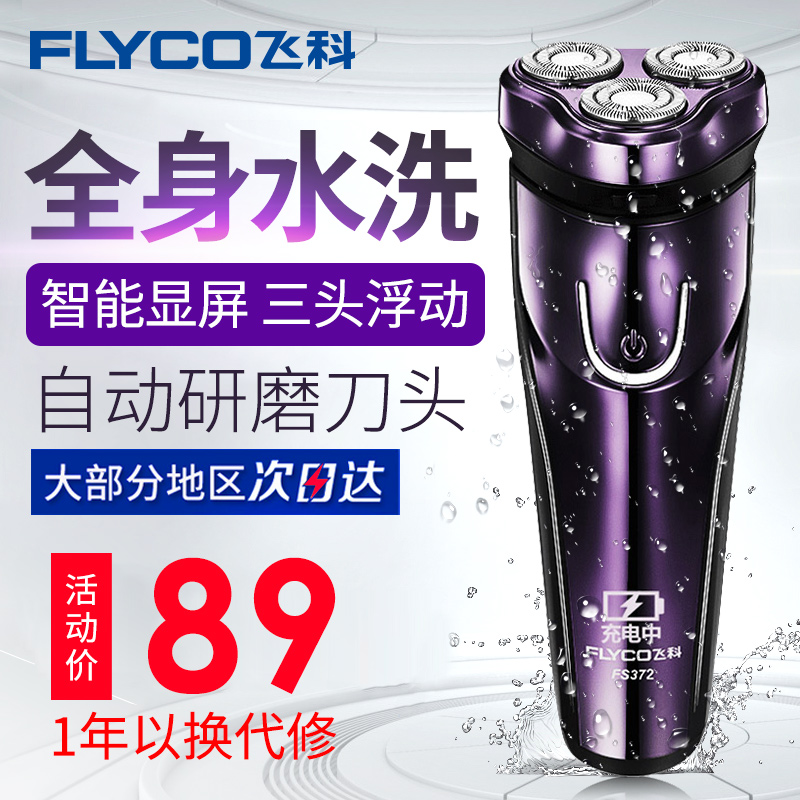 FLYCO飞科
全身水洗
智能显屏 三头浮动
自动研磨刀头
大部分地区次日达
活动价
89
1年以换代修
充电中
FLYCO飞科
FS372